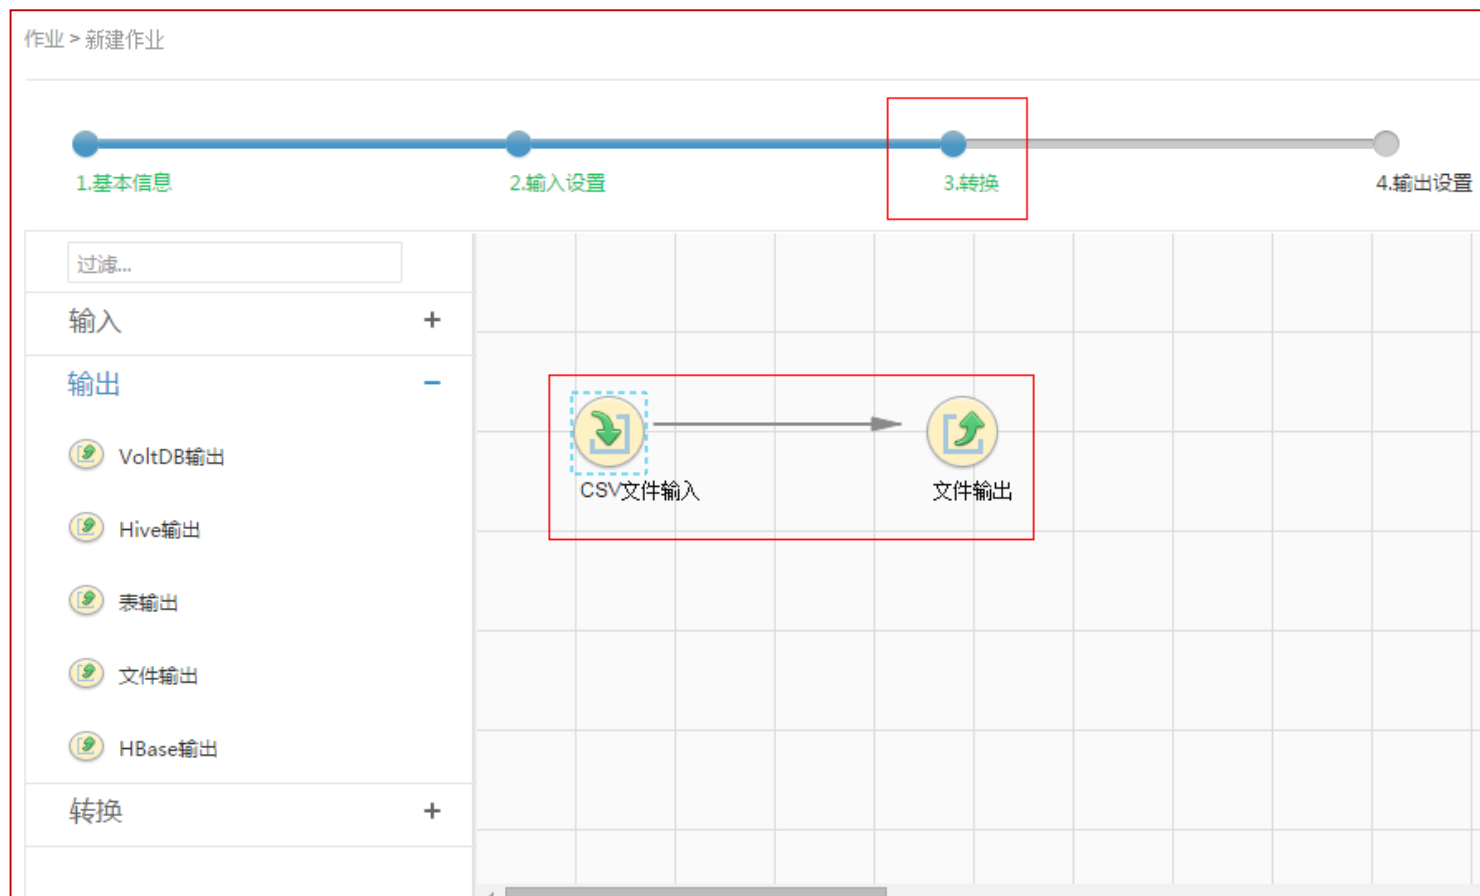 作业 > 新建作业
1.基本信息
2.输入设置
3.转换
4.输出设置
过滤...
输入
输出
VoltDB输出
Hive输出
表输出
文件输出
HBase输出
转换
CSV文件输入
文件输出